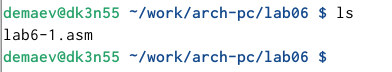 demaev@dk3n55 ~/work/arch-pc/lab06 $ ls
lab6-1.asm
demaev@dk3n55 ~/work/arch-pc/lab06 $